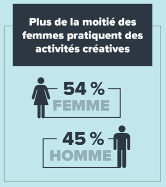 Plus de la moitié des
femmes pratiquent des
activités créatives
54 %
FEMME
45 %
HOMME